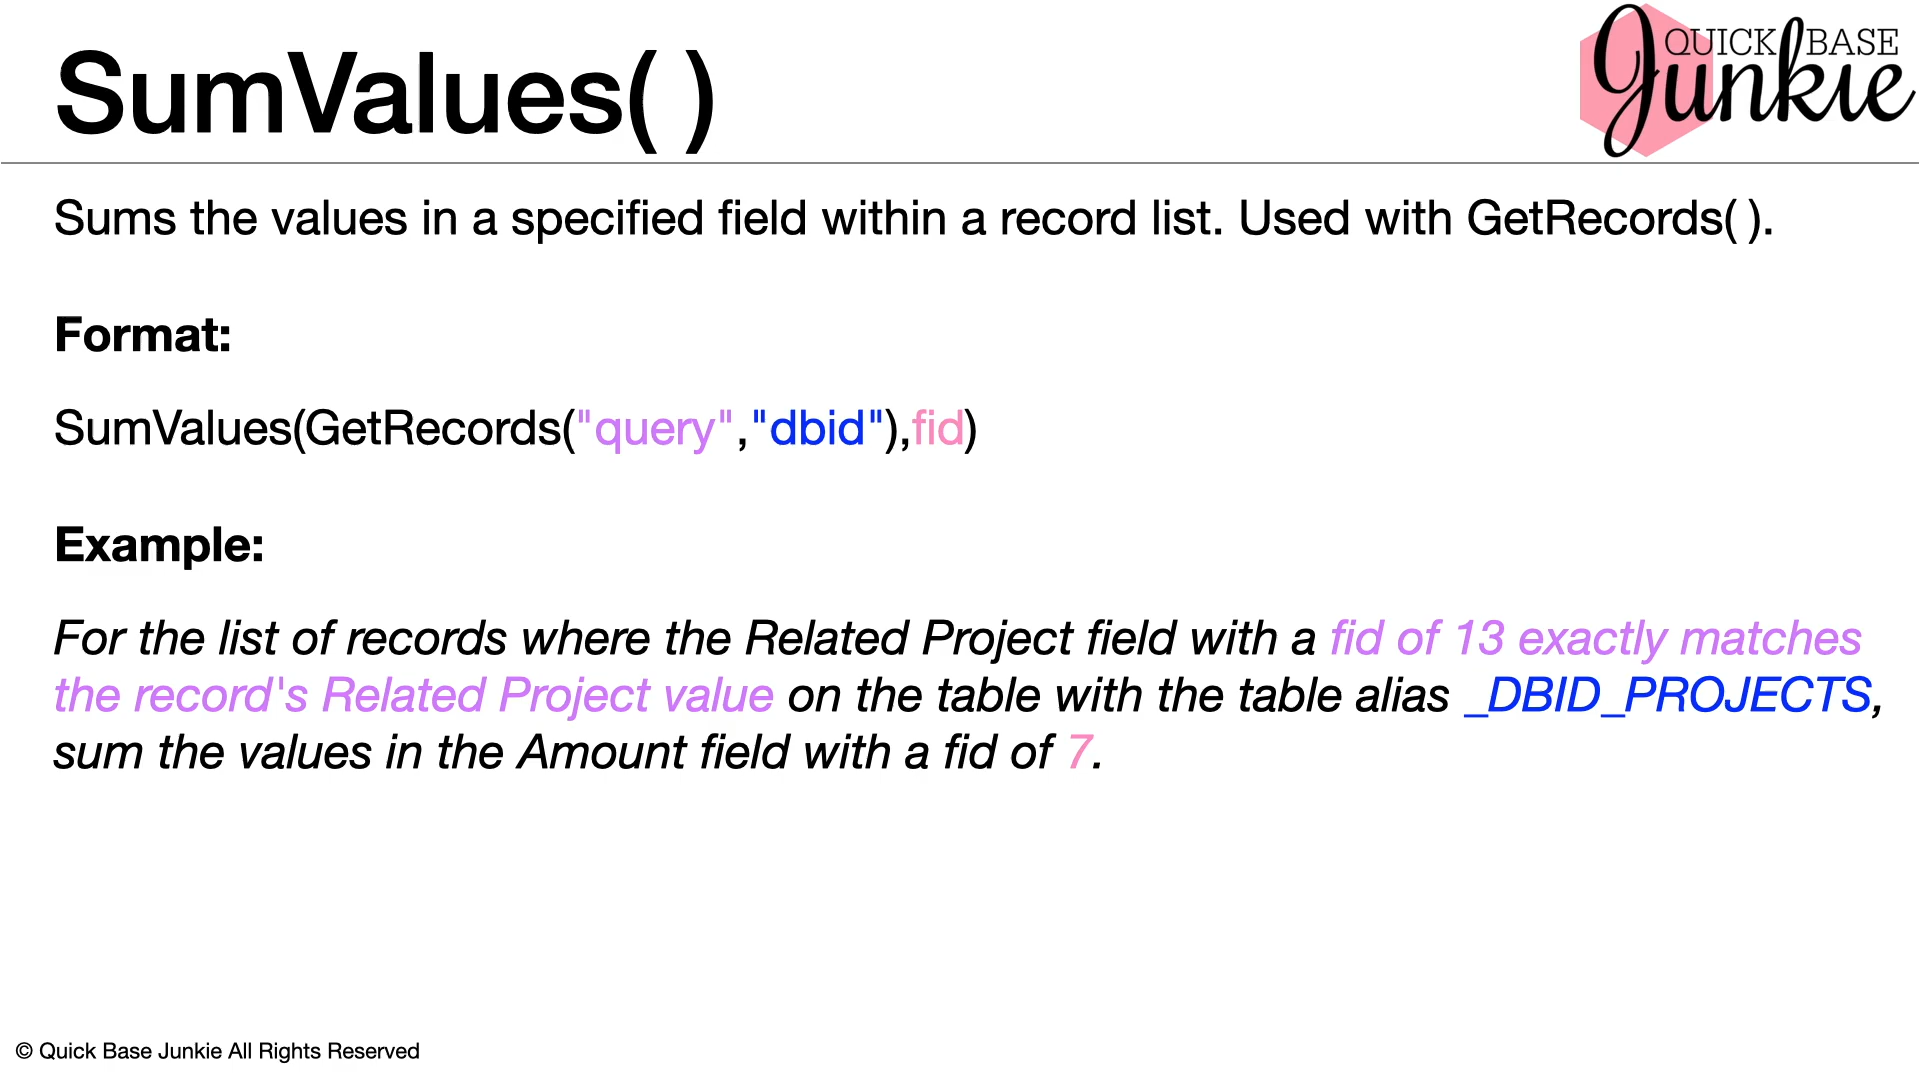 SumValues( )
QUICK BASE
Junkie
Sums the values in a specified field within a record list. Used with GetRecords( ).
Format:
SumValues(GetRecords("query","dbid"),fid)
Example:
For the list of records where the Related Project field with a fid of 13 exactly matches
the record's Related Project value on the table with the table alias _DBID_PROJECTS,
sum the values in the Amount field with a fid of 7.
© Quick Base Junkie All Rights Reserved